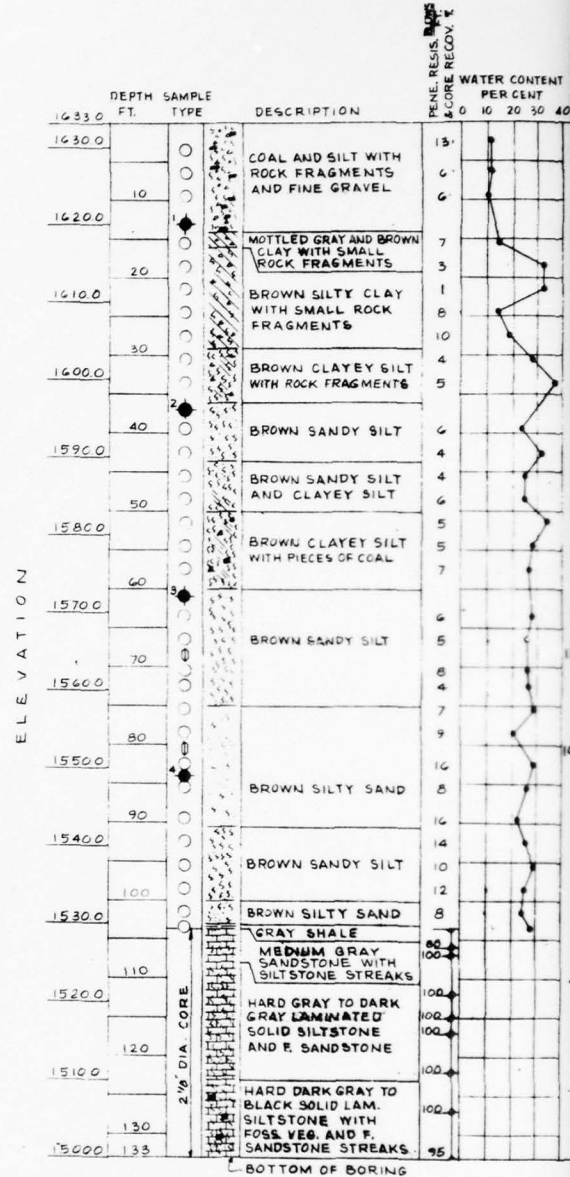 PENE. RESIS. BLOWS
& CORE RECOV. %
WATER CONTENT
PER CENT
DEPTH FT.
SAMPLE TYPE
DESCRIPTION
0 10 20 30 40
ELEVATION
1633.0
1630.0
10
1620.0
20
1610.0
30
1600.0
40
1590.0
50
1580.0
60
1570.0
70
1560.0
80
1550.0
90
1540.0
100
1530.0
110
1520.0
120
1510.0
130
1500.0 133
1
2
3
4
2 1/8" DIA. CORE
COAL AND SILT WITH
ROCK FRAGMENTS
AND FINE GRAVEL
MOTTLED GRAY AND BROWN
CLAY WITH SMALL
ROCK FRAGMENTS
BROWN SILTY CLAY
WITH SMALL ROCK
FRAGMENTS
BROWN CLAYEY SILT
WITH ROCK FRAGMENTS
BROWN SANDY SILT
BROWN SANDY SILT
AND CLAYEY SILT
BROWN CLAYEY SILT
WITH PIECES OF COAL
BROWN SANDY SILT
BROWN SILTY SAND
BROWN SANDY SILT
BROWN SILTY SAND
GRAY SHALE
MEDIUM GRAY
SANDSTONE WITH
SILTSTONE STREAKS
HARD GRAY TO DARK
GRAY LAMINATED
SOLID SILTSTONE
AND F. SANDSTONE
HARD DARK GRAY TO
BLACK SOLID LAM.
SILTSTONE WITH
FOSS. VEG. AND F.
SANDSTONE STREAKS
BOTTOM OF BORING
13
6
6
7
3
1
8
10
4
5
6
4
4
6
5
5
7
6
5
8
4
7
9
16
8
16
14
10
12
8
80
100
100
100
100
100
100
95